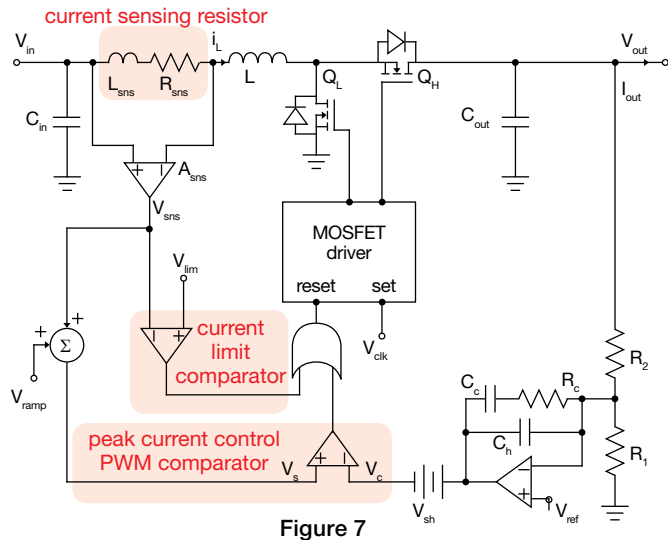 current sensing resistor
V_in
i_L
V_out
L_sns
R_sns
L
Q_L
Q_H
I_out
C_in
C_out
+
−
A_sns
V_sns
MOSFET
driver
V_lim
reset
set
+
+
Σ
−
+
current
limit
comparator
V_clk
R_2
V_ramp
C_c
R_c
peak current control
PWM comparator
C_h
R_1
V_s
+
−
V_c
−
+
V_sh
V_ref
Figure 7